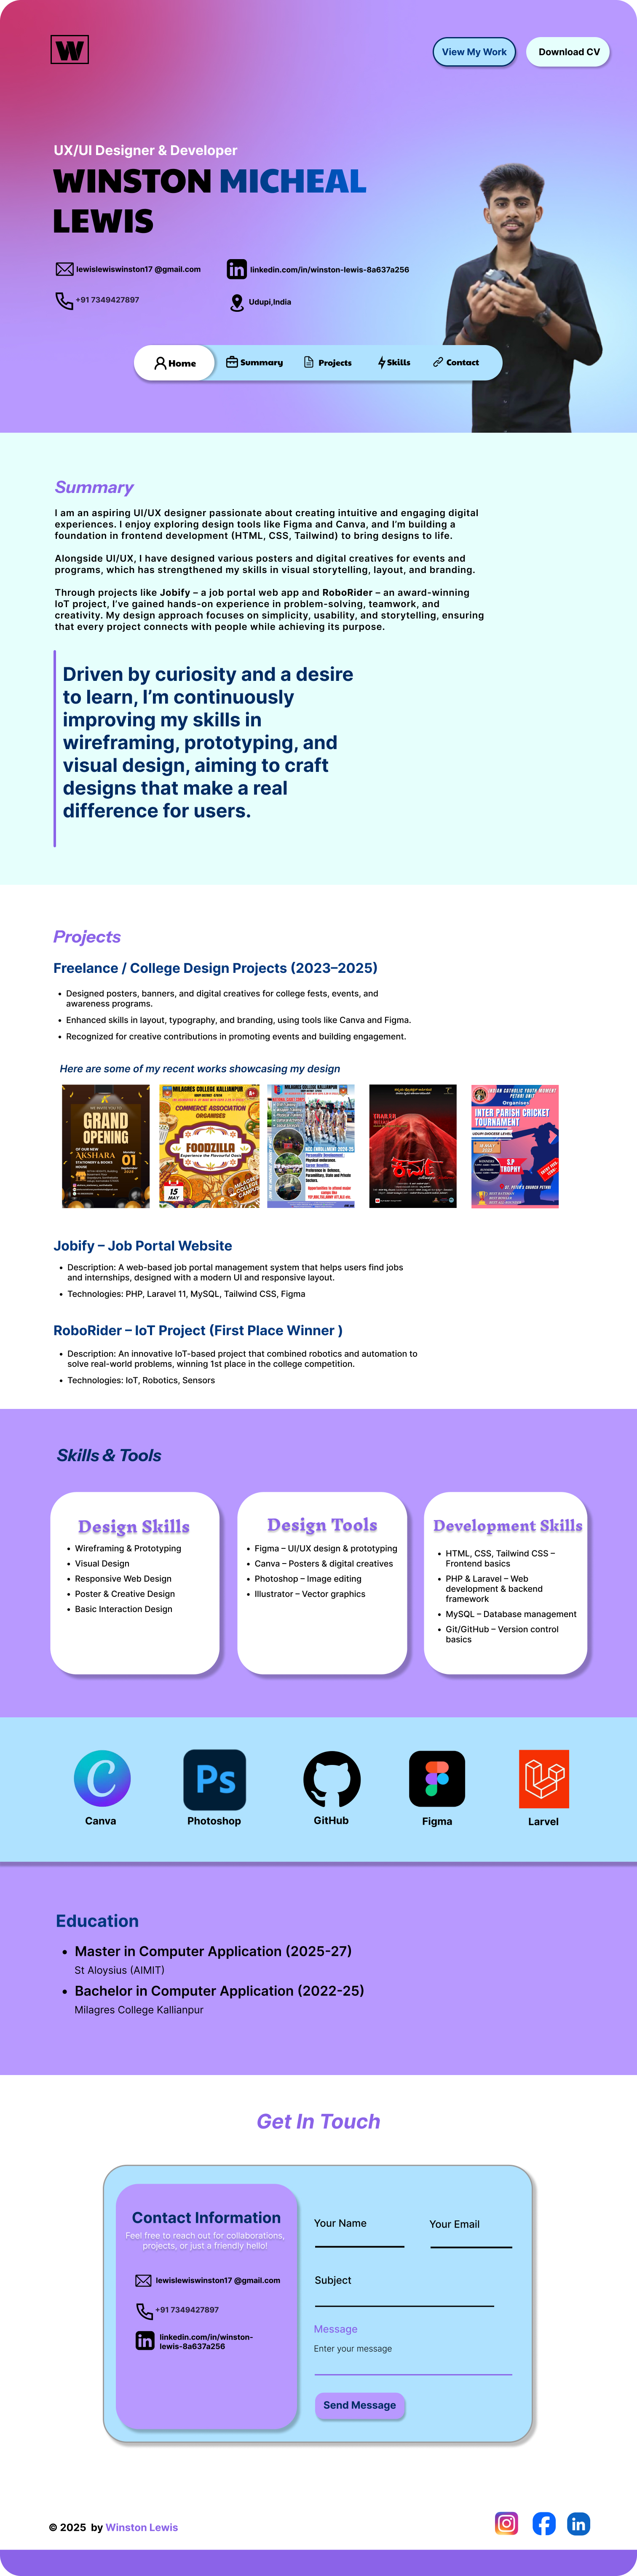 W
View My Work
Download CV
UX/UI Designer & Developer
WINSTON MICHEAL
LEWIS
lewislewiswinston17 @gmail.com
linkedin.com/in/winston-lewis-8a637a256
+91 7349427897
Udupi,India
Home
Summary
Projects
Skills
Contact
Summary
I am an aspiring UI/UX designer passionate about creating intuitive and engaging digital
experiences. I enjoy exploring design tools like Figma and Canva, and I'm building a
foundation in frontend development (HTML, CSS, Tailwind) to bring designs to life.
Alongside UI/UX, I have designed various posters and digital creatives for events and
programs, which has strengthened my skills in visual storytelling, layout, and branding.
Through projects like Jobify – a job portal web app and RoboRider – an award-winning
IoT project, I've gained hands-on experience in problem-solving, teamwork, and
creativity. My design approach focuses on simplicity, usability, and storytelling, ensuring
that every project connects with people while achieving its purpose.
Driven by curiosity and a desire
to learn, I'm continuously
improving my skills in
wireframing, prototyping, and
visual design, aiming to craft
designs that make a real
difference for users.
Projects
Freelance / College Design Projects (2023–2025)
• Designed posters, banners, and digital creatives for college fests, events, and
awareness programs.
• Enhanced skills in layout, typography, and branding, using tools like Canva and Figma.
• Recognized for creative contributions in promoting events and building engagement.
Here are some of my recent works showcasing my design
GRAND
OPENING
OF OUR NEW
AKSHARA
STATIONERY & BOOKS
01
MILAGRES COLLEGE KALLIANPUR
COMMERCE ASSOCIATION
ORGANISES
FOODZILLA
Experience the Flavourful Oasis
15
MAY
MILAGRES COLLEGE KALLIANPUR
NCC ENROLLMENT 2024-25
TRAILER
INTER PARISH CRICKET
TOURNAMENT
Organises
S.P
TROPHY
Jobify – Job Portal Website
• Description: A web-based job portal management system that helps users find jobs
and internships, designed with a modern UI and responsive layout.
• Technologies: PHP, Laravel 11, MySQL, Tailwind CSS, Figma
RoboRider – IoT Project (First Place Winner )
• Description: An innovative IoT-based project that combined robotics and automation to
solve real-world problems, winning 1st place in the college competition.
• Technologies: IoT, Robotics, Sensors
Skills & Tools
Design Skills
• Wireframing & Prototyping
• Visual Design
• Responsive Web Design
• Poster & Creative Design
• Basic Interaction Design
Design Tools
• Figma – UI/UX design & prototyping
• Canva – Posters & digital creatives
• Photoshop – Image editing
• Illustrator – Vector graphics
Development Skills
• HTML, CSS, Tailwind CSS –
Frontend basics
• PHP & Laravel – Web
development & backend
framework
• MySQL – Database management
• Git/GitHub – Version control
basics
C
Ps
Canva
Photoshop
GitHub
Figma
Larvel
Education
• Master in Computer Application (2025-27)
St Aloysius (AIMIT)
• Bachelor in Computer Application (2022-25)
Milagres College Kallianpur
Get In Touch
Contact Information
Feel free to reach out for collaborations,
projects, or just a friendly hello!
lewislewiswinston17 @gmail.com
+91 7349427897
linkedin.com/in/winston-
lewis-8a637a256
Your Name
Your Email
Subject
Message
Enter your message
Send Message
© 2025 by Winston Lewis